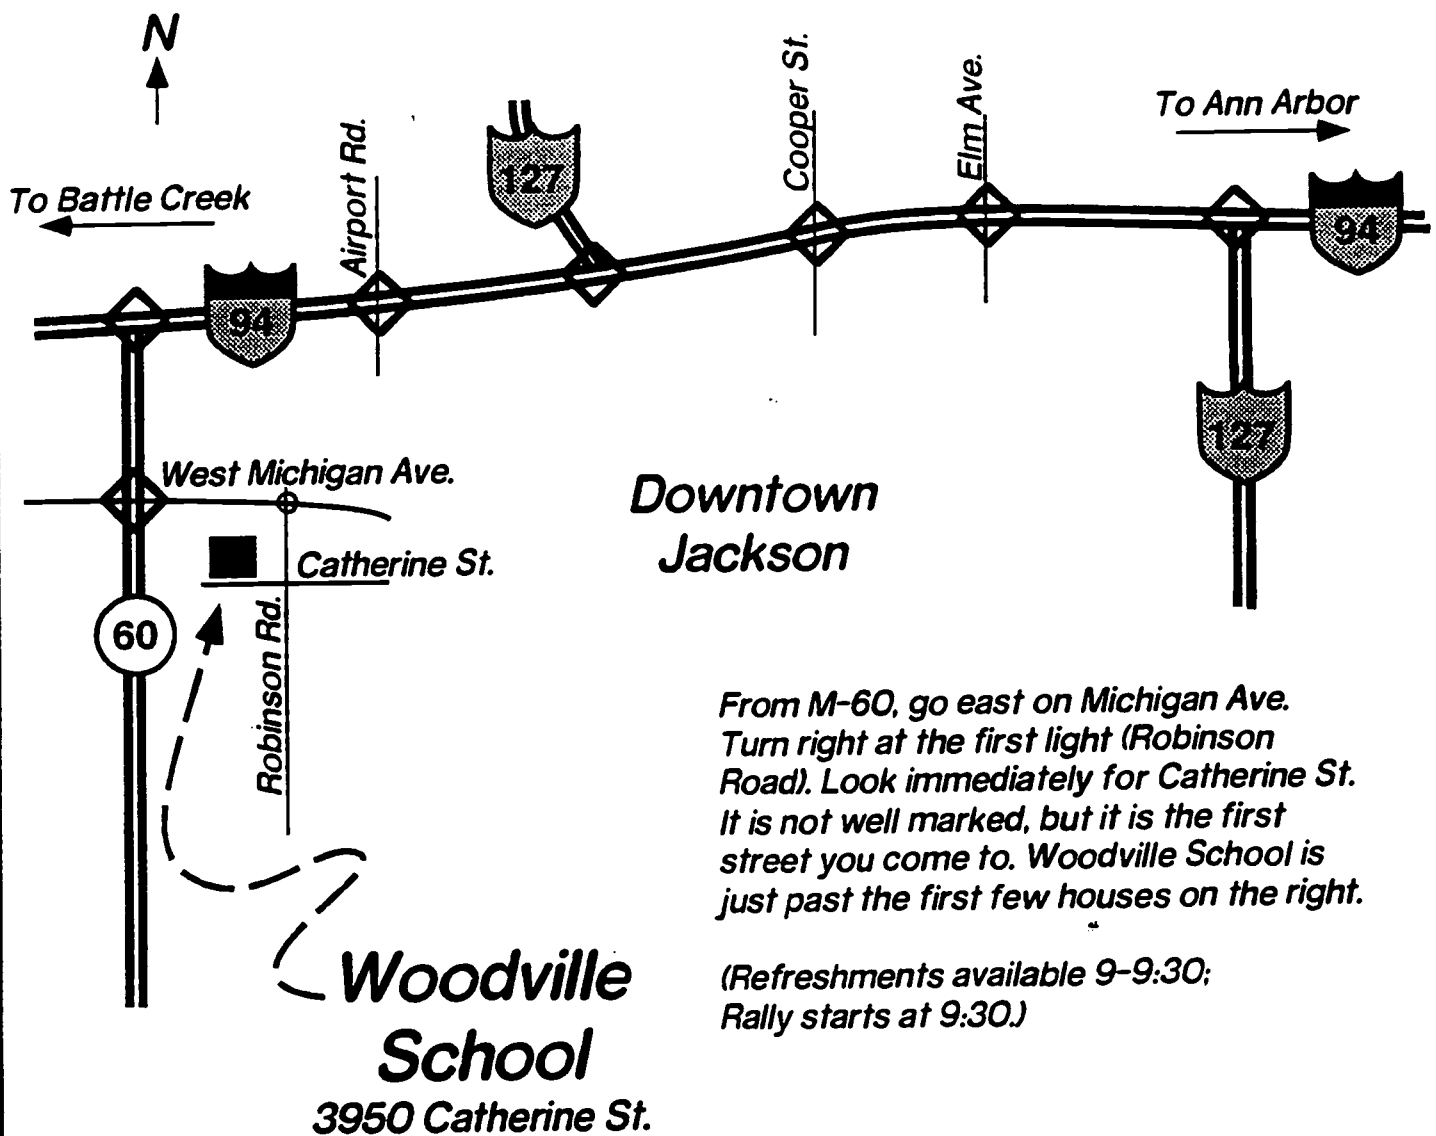 N
To Battle Creek
Airport Rd.
127
Cooper St.
Elm Ave.
To Ann Arbor
94
94
127
West Michigan Ave.
Catherine St.
60
Robinson Rd.
Downtown
Jackson
From M-60, go east on Michigan Ave.
Turn right at the first light (Robinson
Road). Look immediately for Catherine St.
It is not well marked, but it is the first
street you come to. Woodville School is
just past the first few houses on the right.
(Refreshments available 9-9:30;
Rally starts at 9:30.)
Woodville
School
3950 Catherine St.